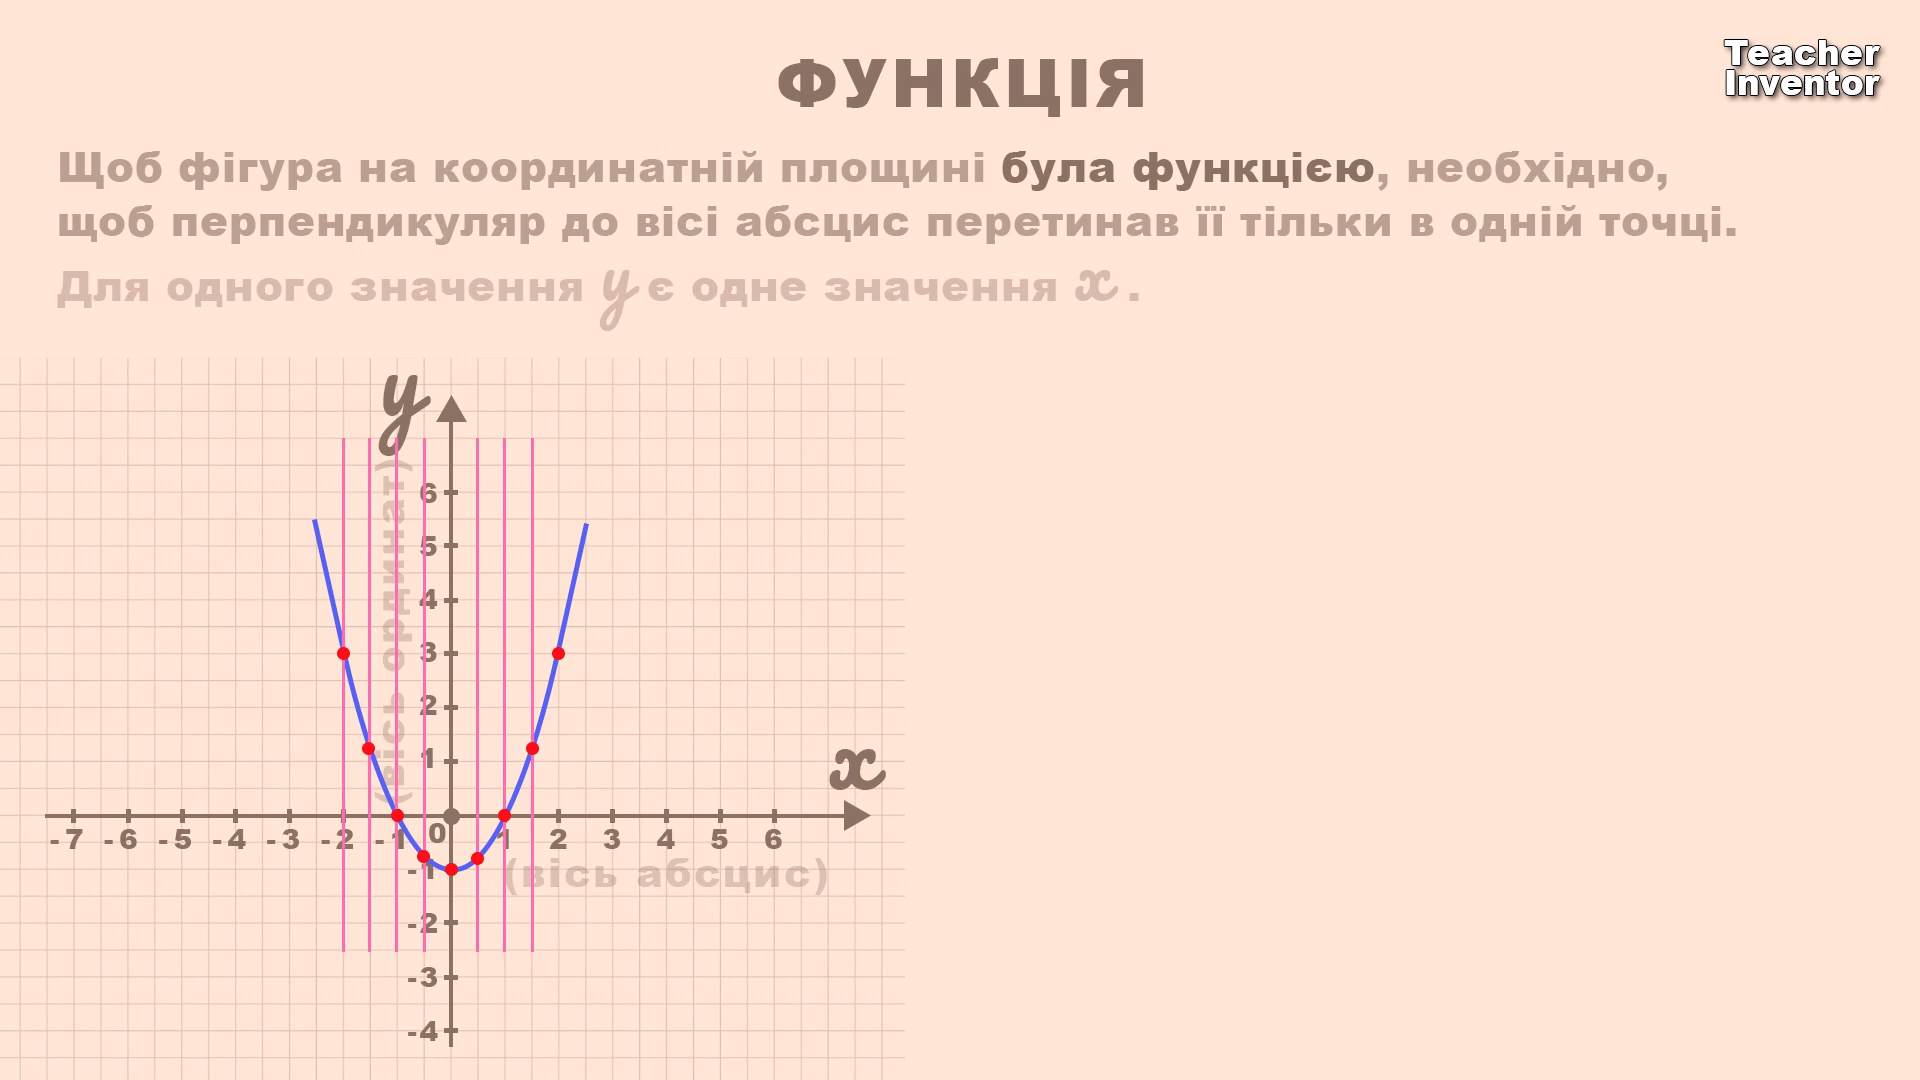 ФУНКЦІЯ
Teacher
Inventor
Щоб фігура на координатній площині була функцією, необхідно,
щоб перпендикуляр до вісі абсцис перетинав її тільки в одній точці.
Для одного значення y є одне значення x.
y
(вісь ординат)
6
5
4
3
2
1
x
-7 -6 -5 -4 -3 -2 -1 0 1 2 3 4 5 6
(вісь абсцис)
-1
-2
-3
-4